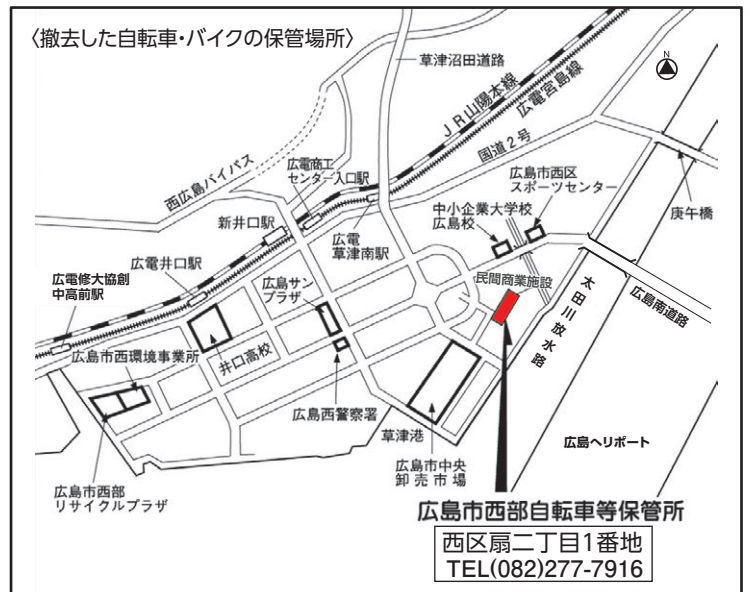 〈撤去した自転車・バイクの保管場所〉
草津沼田道路
N
JR山陽本線
広電宮島線
国道2号
西広島バイパス
広電商工
センター入口駅
広島市西区
スポーツセンター
中小企業大学校
広島校
庚午橋
新井口駅
広電
草津南駅
広電井口駅
広電修大協創
中高前駅
広島サン
プラザ
民間商業施設
太田川放水路
広島南道路
井口高校
広島市西環境事業所
広島西警察署
草津港
広島市中央
卸売市場
広島ヘリポート
広島市西部
リサイクルプラザ
広島市西部自転車等保管所
西区扇二丁目1番地
TEL(082)277-7916